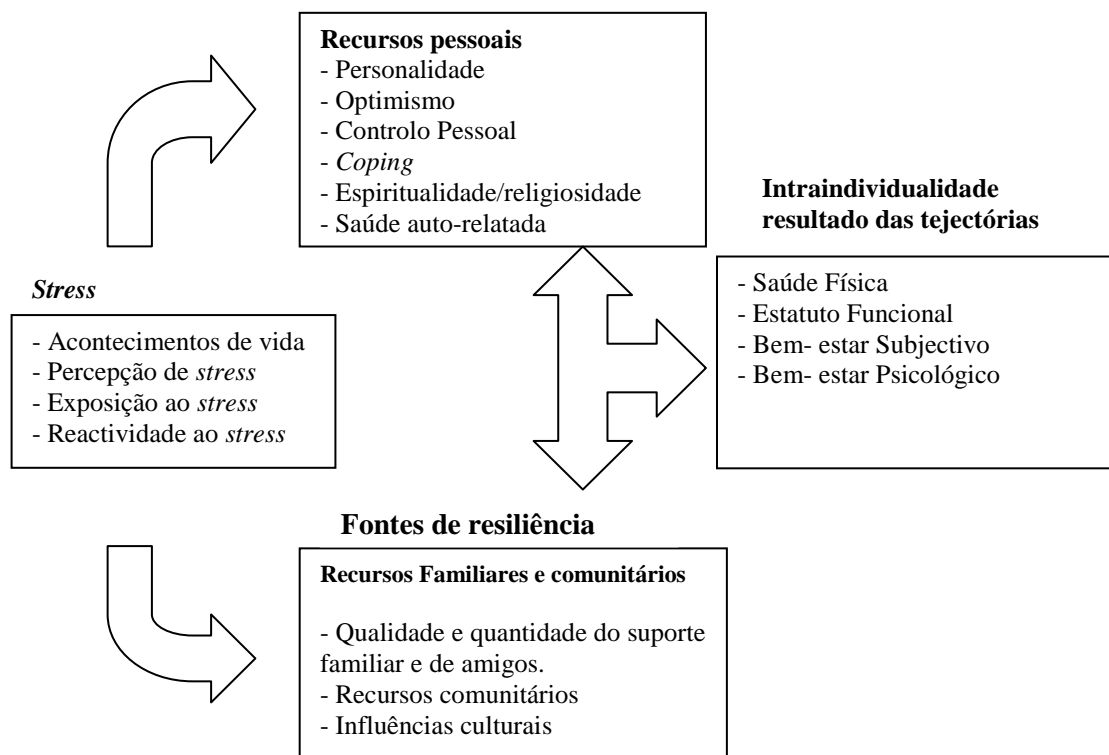 Recursos pessoais
- Personalidade
- Optimismo
- Controlo Pessoal
- Coping
- Espiritualidade/religiosidade
- Saúde auto-relatada
Intraindividualidade
resultado das tejectórias
- Saúde Física
- Estatuto Funcional
- Bem- estar Subjectivo
- Bem- estar Psicológico
Stress
- Acontecimentos de vida
- Percepção de stress
- Exposição ao stress
- Reactividade ao stress
Fontes de resiliência
Recursos Familiares e comunitários
- Qualidade e quantidade do suporte
familiar e de amigos.
- Recursos comunitários
- Influências culturais